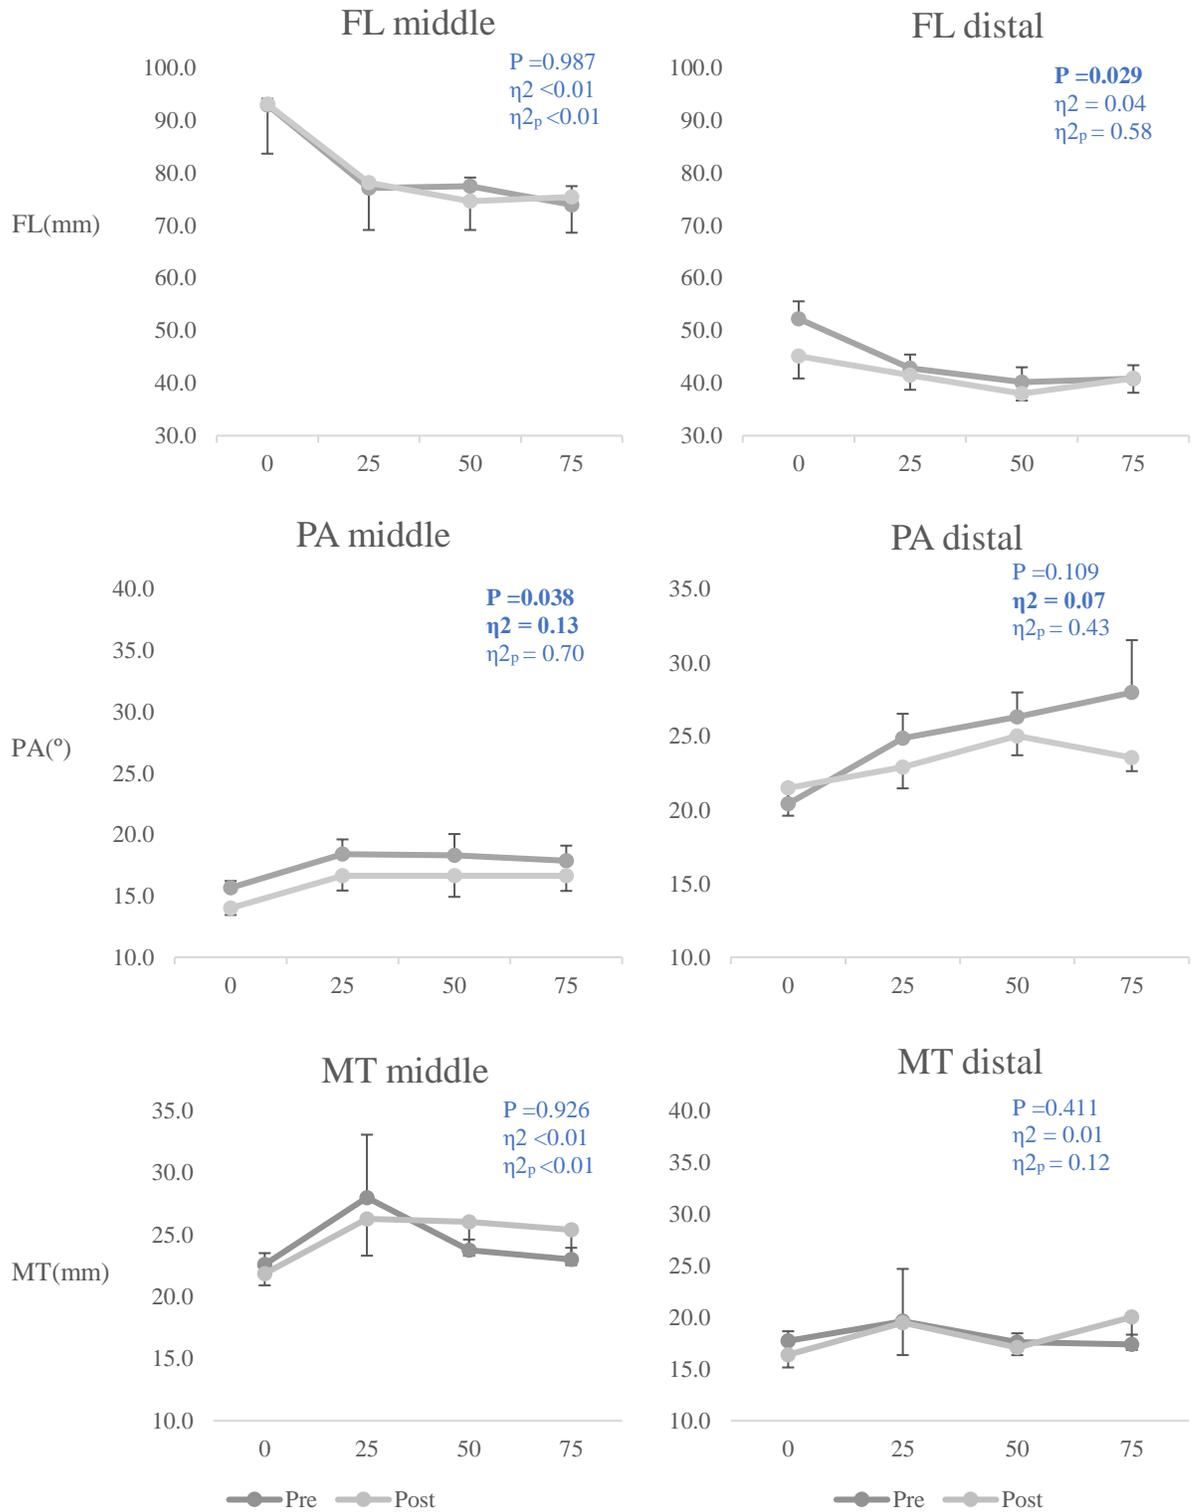 FL middle
P =0.987
η2 <0.01
η2p <0.01
100.0
90.0
80.0
70.0
60.0
50.0
40.0
30.0
FL(mm)
0 25 50 75
FL distal
P =0.029
η2 = 0.04
η2p = 0.58
100.0
90.0
80.0
70.0
60.0
50.0
40.0
30.0
0 25 50 75
PA middle
P =0.038
η2 = 0.13
η2p = 0.70
40.0
35.0
30.0
25.0
20.0
15.0
10.0
PA(º)
0 25 50 75
PA distal
P =0.109
η2 = 0.07
η2p = 0.43
35.0
30.0
25.0
20.0
15.0
10.0
0 25 50 75
MT middle
P =0.926
η2 <0.01
η2p <0.01
35.0
30.0
25.0
20.0
15.0
10.0
MT(mm)
0 25 50 75
Pre Post
MT distal
P =0.411
η2 = 0.01
η2p = 0.12
40.0
35.0
30.0
25.0
20.0
15.0
10.0
0 25 50 75
Pre Post